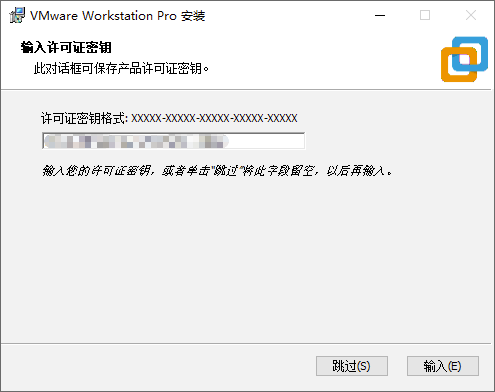 VMware Workstation Pro 安装
输入许可证密钥
此对话框可保存产品许可证密钥。
许可证密钥格式: XXXXX-XXXXX-XXXXX-XXXXX-XXXXX
输入您的许可证密钥，或者单击"跳过"将此字段留空，以后再输入。
跳过(S)
输入(E)